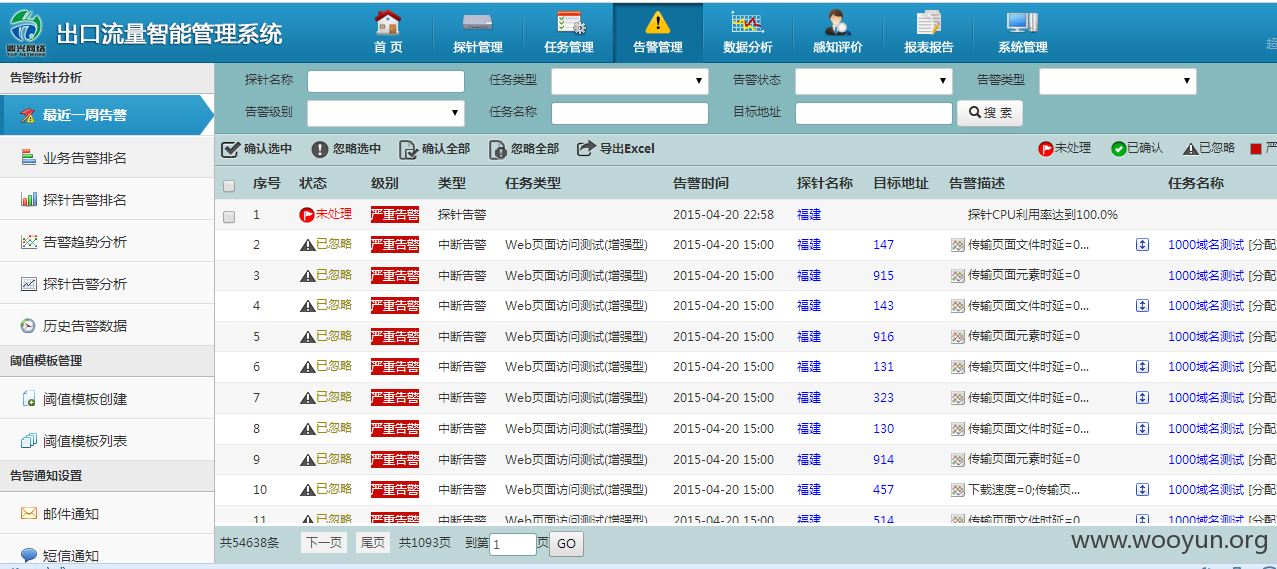 鼎兴网络
TOP-NETWORK
出口流量智能管理系统
首 页
探针管理
任务管理
告警管理
数据分析
感知评价
报表报告
系统管理
超
告警统计分析
最近一周告警
业务告警排名
探针告警排名
告警趋势分析
探针告警分析
历史告警数据
阈值模板管理
阈值模板创建
阈值模板列表
告警通知设置
邮件通知
短信通知
探针名称 任务类型 告警状态 告警类型
告警级别 任务名称 目标地址 搜 索
确认选中 忽略选中 确认全部 忽略全部 导出Excel 未处理 已确认 已忽略 严
序号 状态 级别 类型 任务类型 告警时间 探针名称 目标地址 告警描述 任务名称
1 未处理 严重告警 探针告警 2015-04-20 22:58 福建 探针CPU利用率达到100.0%
2 已忽略 严重告警 中断告警 Web页面访问测试(增强型) 2015-04-20 15:00 福建 147 传输页面文件时延=0... 1000域名测试 [分配
3 已忽略 严重告警 中断告警 Web页面访问测试(增强型) 2015-04-20 15:00 福建 915 传输页面元素时延=0 1000域名测试 [分配
4 已忽略 严重告警 中断告警 Web页面访问测试(增强型) 2015-04-20 15:00 福建 143 传输页面文件时延=0... 1000域名测试 [分配
5 已忽略 严重告警 中断告警 Web页面访问测试(增强型) 2015-04-20 15:00 福建 916 传输页面元素时延=0 1000域名测试 [分配
6 已忽略 严重告警 中断告警 Web页面访问测试(增强型) 2015-04-20 15:00 福建 131 传输页面文件时延=0... 1000域名测试 [分配
7 已忽略 严重告警 中断告警 Web页面访问测试(增强型) 2015-04-20 15:00 福建 323 传输页面文件时延=0... 1000域名测试 [分配
8 已忽略 严重告警 中断告警 Web页面访问测试(增强型) 2015-04-20 15:00 福建 130 传输页面文件时延=0... 1000域名测试 [分配
9 已忽略 严重告警 中断告警 Web页面访问测试(增强型) 2015-04-20 15:00 福建 914 传输页面元素时延=0 1000域名测试 [分配
10 已忽略 严重告警 中断告警 Web页面访问测试(增强型) 2015-04-20 15:00 福建 457 下载速度=0;传输页... 1000域名测试 [分配
11 已忽略 严重告警 中断告警 Web页面访问测试(增强型) 2015-04-20 15:00 福建 514 传输页面文件时延=0... 1000域名测试 [分配
共54638条 下一页 尾页 共1093页 到第 1 页 GO
www.wooyun.org